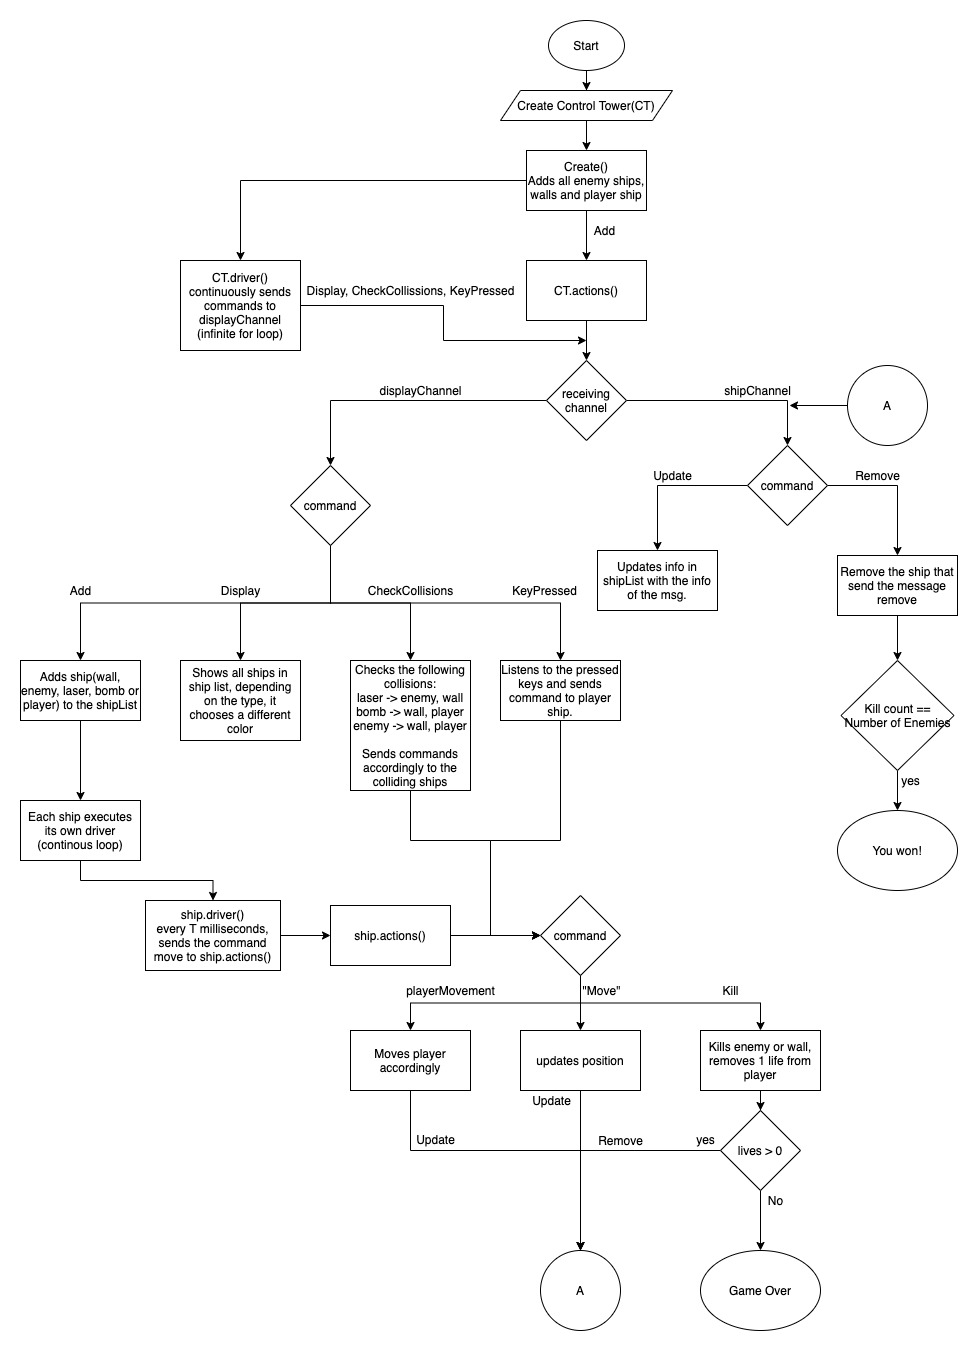 Start
Create Control Tower(CT)
Create()
Adds all enemy ships,
walls and player ship
Add
CT.driver()
continuously sends
commands to
displayChannel
(infinite for loop)
Display, CheckCollissions, KeyPressed
CT.actions()
receiving
channel
displayChannel
shipChannel
A
command
Update
Remove
command
Updates info in
shipList with the info
of the msg.
Remove the ship that
send the message
remove
Add
Display
CheckCollisions
KeyPressed
Adds ship(wall,
enemy, laser, bomb or
player) to the shipList
Shows all ships in
ship list, depending
on the type, it
chooses a different
color
Checks the following
collisions:
laser -> enemy, wall
bomb -> wall, player
enemy -> wall, player
Sends commands
accordingly to the
colliding ships
Listens to the pressed
keys and sends
command to player
ship.
Kill count ==
Number of Enemies
yes
You won!
Each ship executes
its own driver
(continous loop)
ship.driver()
every T milliseconds,
sends the command
move to ship.actions()
ship.actions()
command
playerMovement
"Move"
Kill
Moves player
accordingly
updates position
Kills enemy or wall,
removes 1 life from
player
Update
Update
Remove
yes
lives > 0
No
A
Game Over